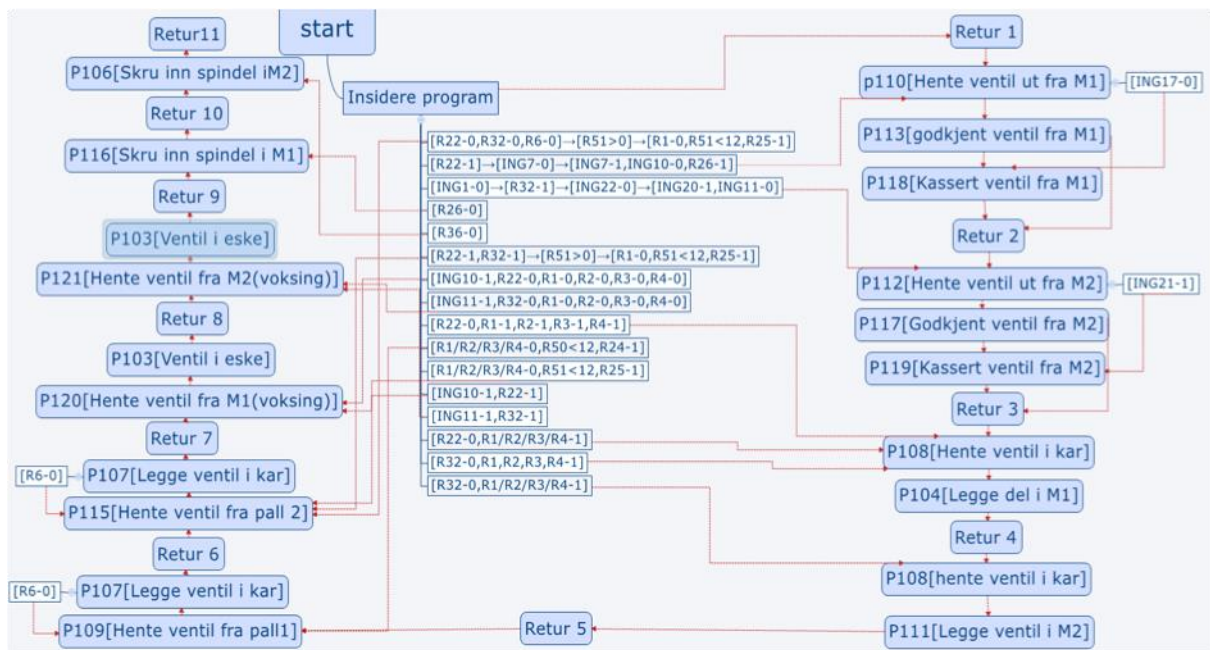 start
Insidere program
Retur11
P106[Skru inn spindel iM2]
Retur 10
P116[Skru inn spindel i M1]
Retur 9
P103[Ventil i eske]
P121[Hente ventil fra M2(voksing)]
Retur 8
P103[Ventil i eske]
P120[Hente ventil fra M1(voksing)]
Retur 7
P107[Legge ventil i kar]
[R6-0]
P115[Hente ventil fra pall 2]
Retur 6
P107[Legge ventil i kar]
[R6-0]
P109[Hente ventil fra pall1]
[R22-0,R32-0,R6-0]→[R51>0]→[R1-0,R51<12,R25-1]
[R22-1]→[ING7-0]→[ING7-1,ING10-0,R26-1]
[ING1-0]→[R32-1]→[ING22-0]→[ING20-1,ING11-0]
[R26-0]
[R36-0]
[R22-1,R32-1]→[R51>0]→[R1-0,R51<12,R25-1]
[ING10-1,R22-0,R1-0,R2-0,R3-0,R4-0]
[ING11-1,R32-0,R1-0,R2-0,R3-0,R4-0]
[R22-0,R1-1,R2-1,R3-1,R4-1]
[R1/R2/R3/R4-0,R50<12,R24-1]
[R1/R2/R3/R4-0,R51<12,R25-1]
[ING10-1,R22-1]
[ING11-1,R32-1]
[R22-0,R1/R2/R3/R4-1]
[R32-0,R1,R2,R3,R4-1]
[R32-0,R1/R2/R3/R4-1]
Retur 1
p110[Hente ventil ut fra M1]
[ING17-0]
P113[godkjent ventil fra M1]
P118[Kassert ventil fra M1]
Retur 2
P112[Hente ventil ut fra M2]
[ING21-1]
P117[Godkjent ventil fra M2]
P119[Kassert ventil fra M2]
Retur 3
P108[Hente ventil i kar]
P104[Legge del i M1]
Retur 4
P108[hente ventil i kar]
P111[Legge ventil i M2]
Retur 5